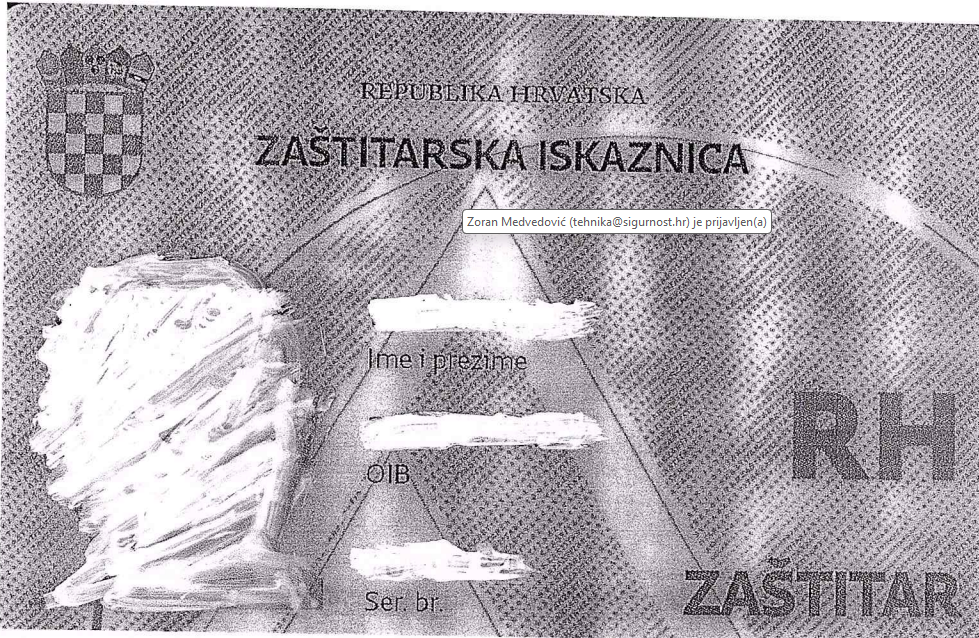 REPUBLIKA HRVATSKA
ZAŠTITARSKA ISKAZNICA
Zoran Medvedović (tehnika@sigurnost.hr) je prijavljen(a)
Ime i prezime
RH
OIB
ZAŠTITAR
Ser. br.